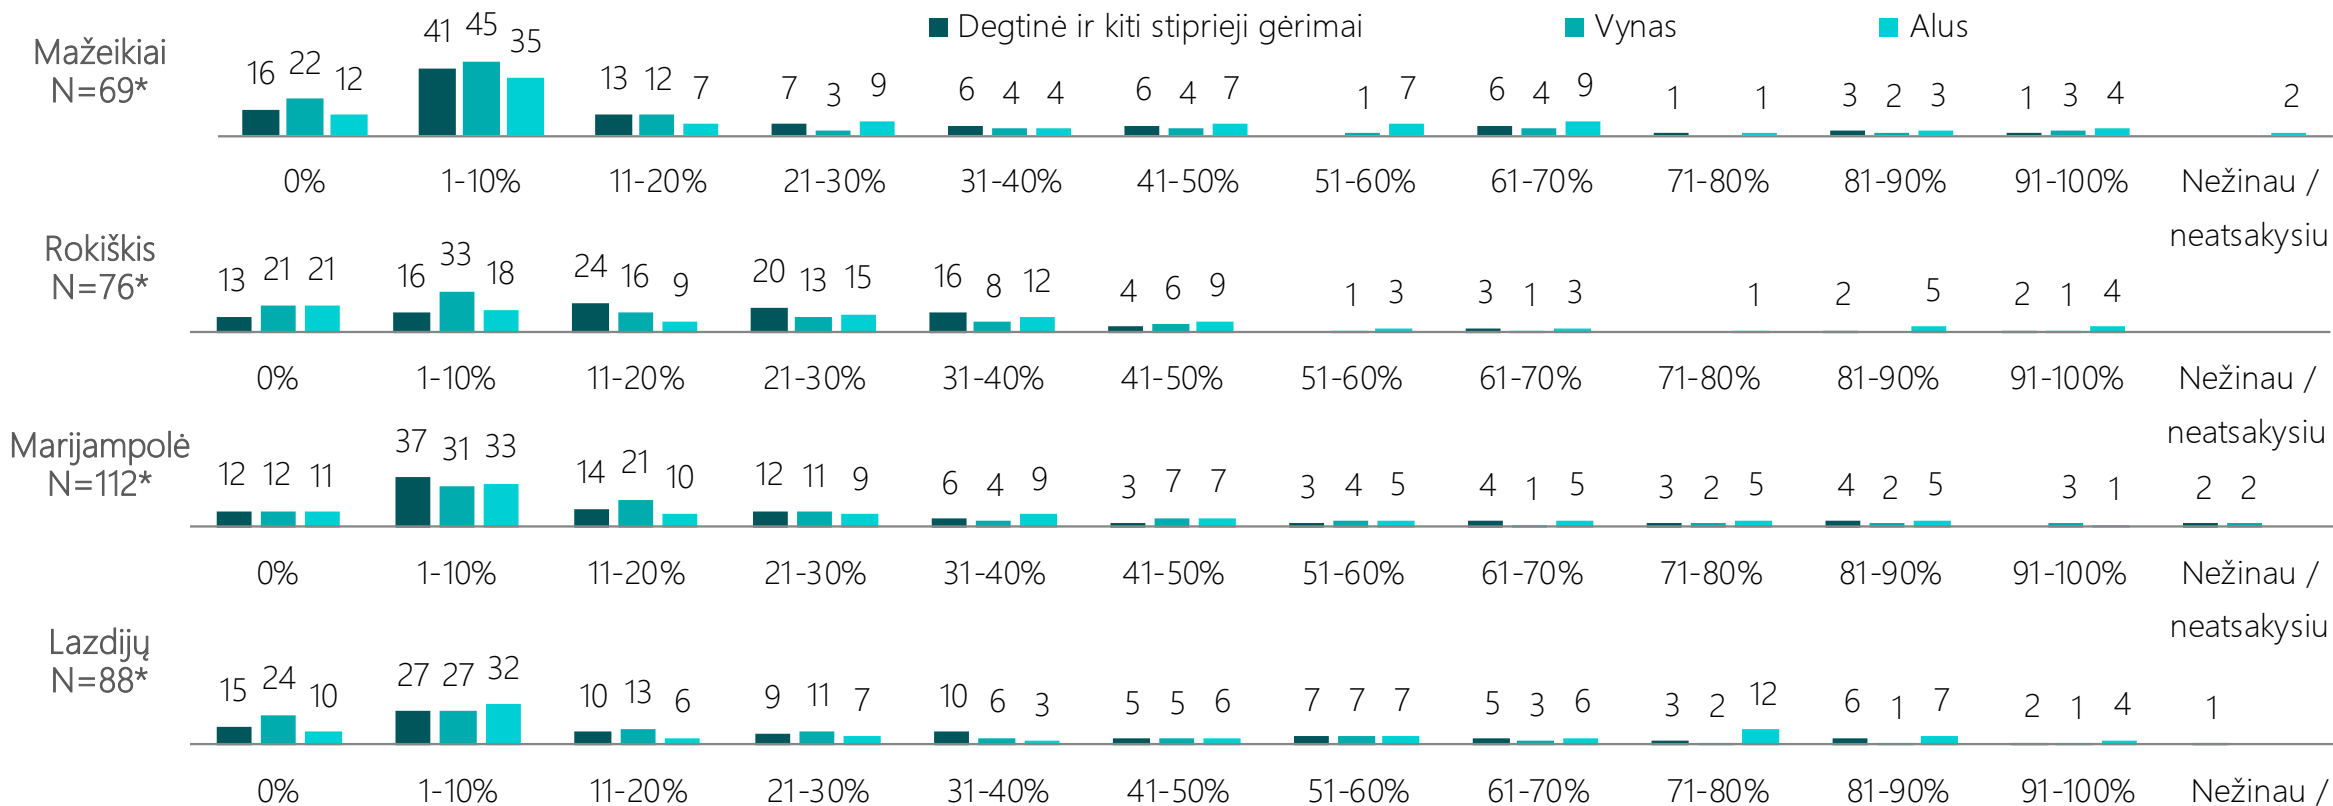 Degtinė ir kiti stiprieji gėrimai Vynas Alus
Mažeikiai
N=69*
16 22 12 41 45 35 13 12 7 7 3 9 6 4 4 6 4 7 1 7 6 4 9 1 1 3 2 3 1 3 4 2
0% 1-10% 11-20% 21-30% 31-40% 41-50% 51-60% 61-70% 71-80% 81-90% 91-100% Nežinau /
neatsakysiu
Rokiškis
N=76*
13 21 21 16 33 18 24 16 9 20 13 15 16 8 12 4 6 9 1 3 3 1 3 1 2 5 2 1 4
0% 1-10% 11-20% 21-30% 31-40% 41-50% 51-60% 61-70% 71-80% 81-90% 91-100% Nežinau /
neatsakysiu
Marijampolė
N=112*
12 12 11 37 31 33 14 21 10 12 11 9 6 4 9 3 7 7 3 4 5 4 1 5 3 2 5 4 2 5 3 1 2 2
0% 1-10% 11-20% 21-30% 31-40% 41-50% 51-60% 61-70% 71-80% 81-90% 91-100% Nežinau /
neatsakysiu
Lazdijų
N=88*
15 24 10 27 27 32 10 13 6 9 11 7 10 6 3 5 5 6 7 7 7 5 3 6 3 2 12 6 1 7 2 1 4 1
0% 1-10% 11-20% 21-30% 31-40% 41-50% 51-60% 61-70% 71-80% 81-90% 91-100% Nežinau /